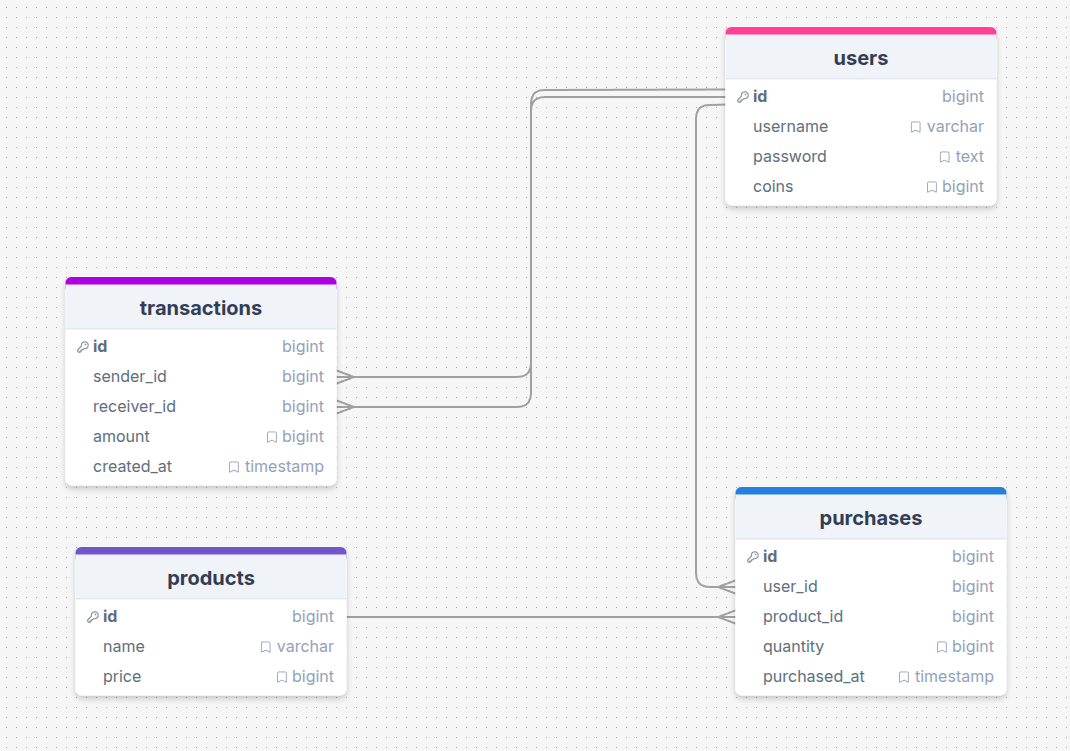 users
id bigint
username varchar
password text
coins bigint
transactions
id bigint
sender_id bigint
receiver_id bigint
amount bigint
created_at timestamp
products
id bigint
name varchar
price bigint
purchases
id bigint
user_id bigint
product_id bigint
quantity bigint
purchased_at timestamp